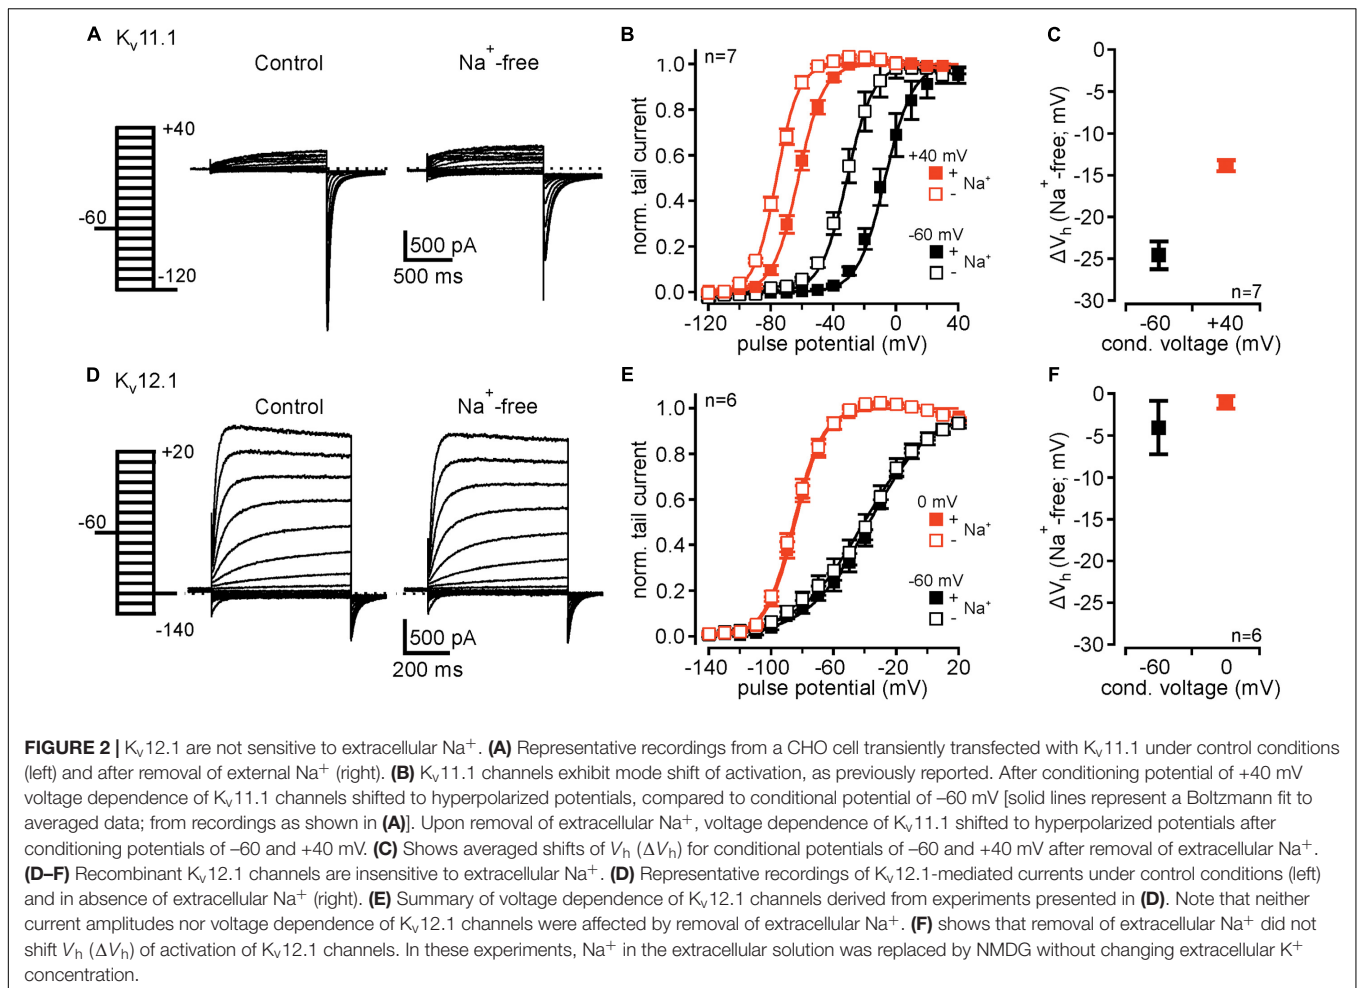 A
Kv11.1
Control
Na+-free
+40
-60
-120
500 pA
500 ms
B
n=7
norm. tail current
1.0
0.8
0.6
0.4
0.2
0.0
+40 mV
+
Na+
-
-60 mV
+
Na+
-
-120
-80
-40
0
40
pulse potential (mV)
C
ΔVh (Na+-free; mV)
0
-5
-10
-15
-20
-25
-30
n=7
-60
+40
cond. voltage (mV)
D
Kv12.1
Control
Na+-free
+20
-60
-140
500 pA
200 ms
E
n=6
norm. tail current
1.0
0.8
0.6
0.4
0.2
0.0
0 mV
+
Na+
-
-60 mV
+
Na+
-
-140
-100
-60
-20
20
pulse potential (mV)
F
ΔVh (Na+-free; mV)
0
-5
-10
-15
-20
-25
-30
n=6
-60
0
cond. voltage (mV)
FIGURE 2 | Kv12.1 are not sensitive to extracellular Na+. (A) Representative recordings from a CHO cell transiently transfected with Kv11.1 under control conditions
(left) and after removal of external Na+ (right). (B) Kv11.1 channels exhibit mode shift of activation, as previously reported. After conditioning potential of +40 mV
voltage dependence of Kv11.1 channels shifted to hyperpolarized potentials, compared to conditional potential of –60 mV [solid lines represent a Boltzmann fit to
averaged data; from recordings as shown in (A)]. Upon removal of extracellular Na+, voltage dependence of Kv11.1 shifted to hyperpolarized potentials after
conditioning potentials of –60 and +40 mV. (C) Shows averaged shifts of Vh (ΔVh) for conditional potentials of –60 and +40 mV after removal of extracellular Na+.
(D–F) Recombinant Kv12.1 channels are insensitive to extracellular Na+. (D) Representative recordings of Kv12.1-mediated currents under control conditions (left)
and in absence of extracellular Na+ (right). (E) Summary of voltage dependence of Kv12.1 channels derived from experiments presented in (D). Note that neither
current amplitudes nor voltage dependence of Kv12.1 channels were affected by removal of extracellular Na+. (F) shows that removal of extracellular Na+ did not
shift Vh (ΔVh) of activation of Kv12.1 channels. In these experiments, Na+ in the extracellular solution was replaced by NMDG without changing extracellular K+
concentration.